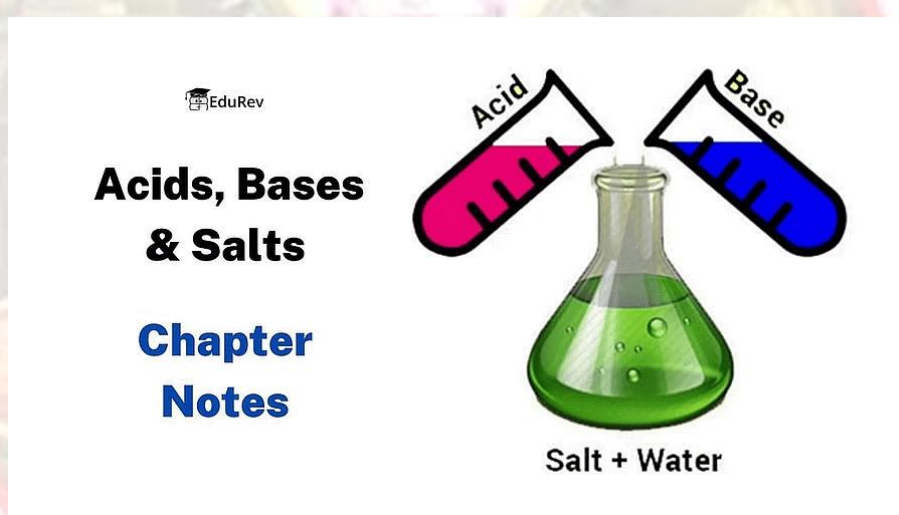 EduRev
Acids, Bases
& Salts
Chapter
Notes
Acid
Base
Salt + Water